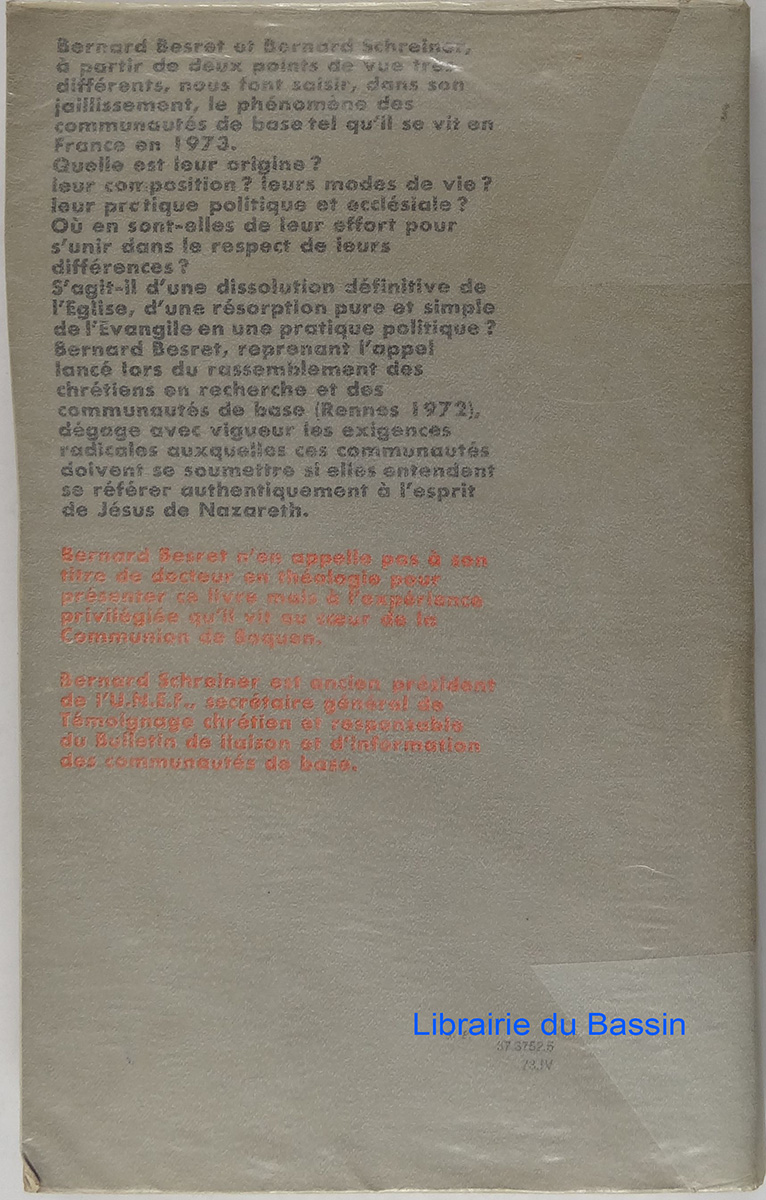 Bernard Besret et Bernard Schreiner,
à partir de deux points de vue très
différents, nous font saisir, dans son
jaillissement, le phénomène des
communautés de base tel qu'il se vit en
France en 1973.
Quelle est leur origine ?
leur composition ? leurs modes de vie ?
leur pratique politique et ecclésiale ?
Où en sont-elles de leur effort pour
s'unir dans le respect de leurs
différences ?
S'agit-il d'une dissolution définitive de
l'Eglise, d'une résorption pure et simple
de l'Évangile en une pratique politique ?
Bernard Besret, reprenant l'appel
lancé lors du rassemblement des
chrétiens en recherche et des
communautés de base (Rennes 1972),
dégage avec vigueur les exigences
radicales auxquelles ces communautés
doivent se soumettre si elles entendent
se référer authentiquement à l'esprit
de Jésus de Nazareth.
Bernard Besret n'en appelle pas à son
titre de docteur en théologie pour
présenter ce livre mais à l'expérience
privilégiée qu'il vit au cœur de la
Communion de Boquen.
Bernard Schreiner est ancien président
de l'U.N.E.F., secrétaire général de
Témoignage chrétien et responsable
du Bulletin de liaison et d'information
des communautés de base.
Librairie du Bassin
37.3752.5